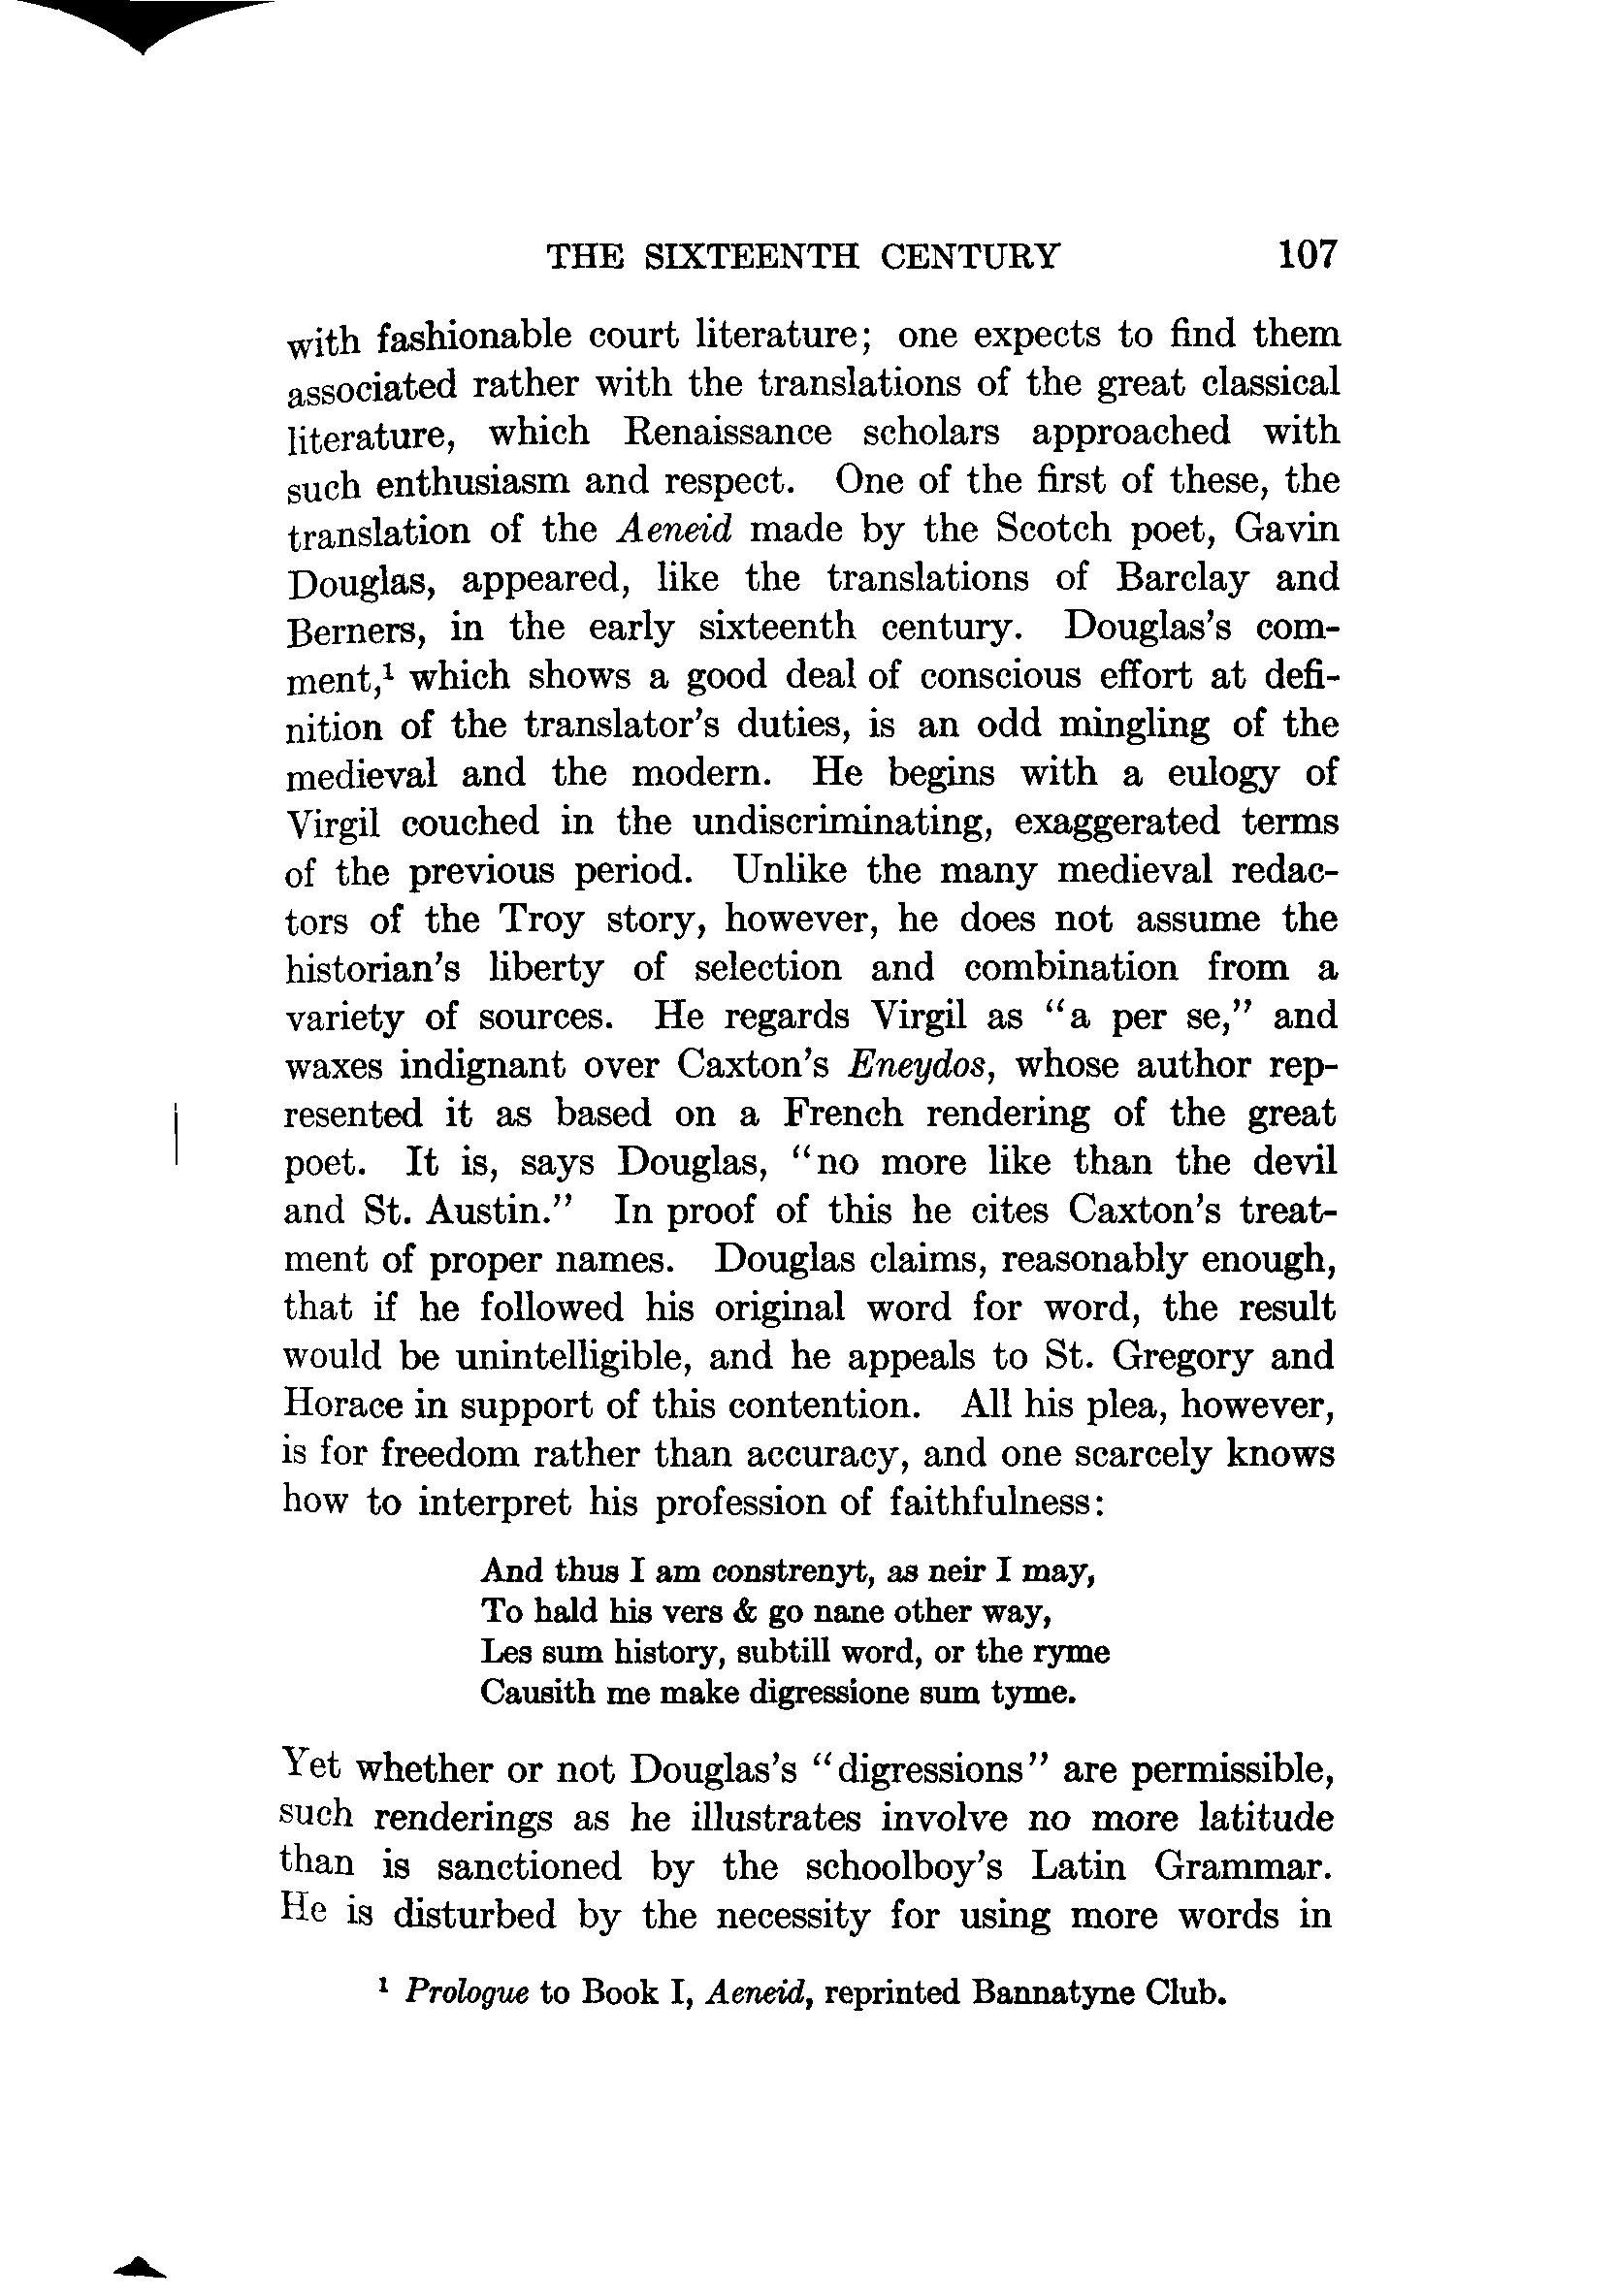 THE SIXTEENTH CENTURY 107
with fashionable court literature; one expects to find them
associated rather with the translations of the great classical
literature, which Renaissance scholars approached with
such enthusiasm and respect. One of the first of these, the
translation of the Aeneid made by the Scotch poet, Gavin
Douglas, appeared, like the translations of Barclay and
Berners, in the early sixteenth century. Douglas's com-
ment,¹ which shows a good deal of conscious effort at defi-
nition of the translator's duties, is an odd mingling of the
medieval and the modern. He begins with a eulogy of
Virgil couched in the undiscriminating, exaggerated terms
of the previous period. Unlike the many medieval redac-
tors of the Troy story, however, he does not assume the
historian's liberty of selection and combination from a
variety of sources. He regards Virgil as "a per se," and
waxes indignant over Caxton's Eneydos, whose author rep-
resented it as based on a French rendering of the great
poet. It is, says Douglas, "no more like than the devil
and St. Austin." In proof of this he cites Caxton's treat-
ment of proper names. Douglas claims, reasonably enough,
that if he followed his original word for word, the result
would be unintelligible, and he appeals to St. Gregory and
Horace in support of this contention. All his plea, however,
is for freedom rather than accuracy, and one scarcely knows
how to interpret his profession of faithfulness:
And thus I am constrenyt, as neir I may,
To hald his vers & go nane other way,
Les sum history, subtill word, or the ryme
Causith me make digressione sum tyme.
Yet whether or not Douglas's "digressions" are permissible,
such renderings as he illustrates involve no more latitude
than is sanctioned by the schoolboy's Latin Grammar.
He is disturbed by the necessity for using more words in
¹ Prologue to Book I, Aeneid, reprinted Bannatyne Club.